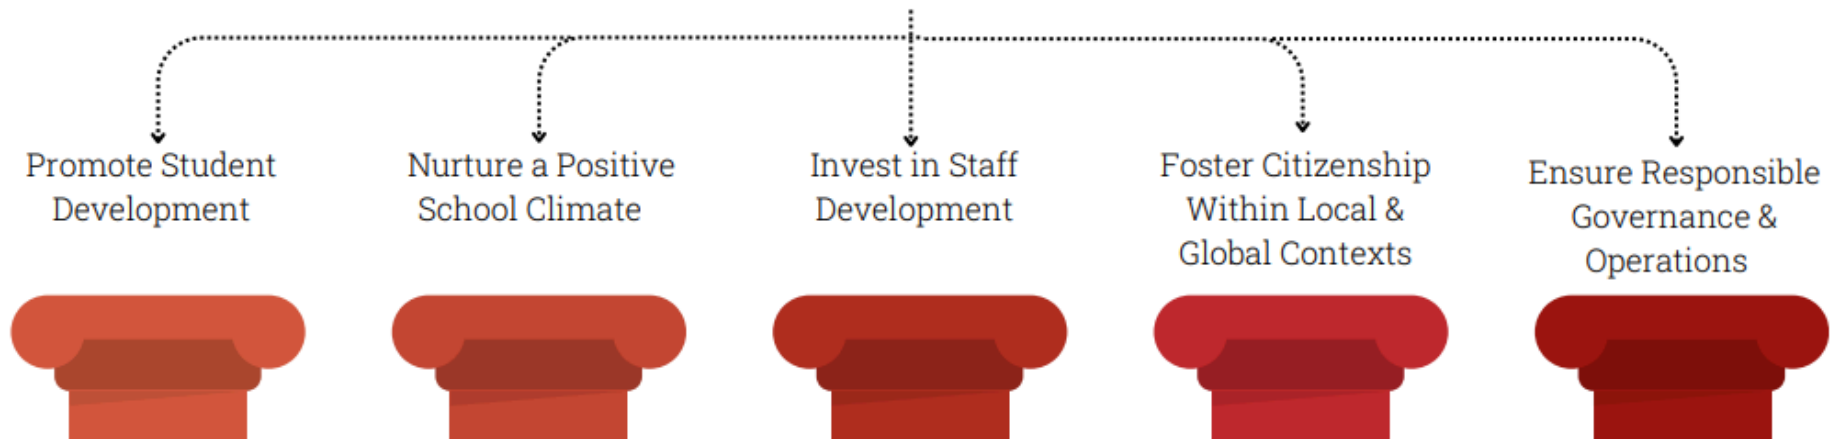 Promote Student
Development
Nurture a Positive
School Climate
Invest in Staff
Development
Foster Citizenship
Within Local &
Global Contexts
Ensure Responsible
Governance &
Operations